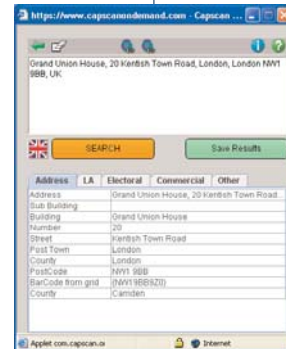 https://www.capscanondemand.com - Capscan ...
Grand Union House, 20 Kentish Town Road, London, London NW1
9BB, UK
SEARCH
Save Results
Address LA Electoral Commercial Other
Address Grand Union House, 20 Kentish Town Road...
Sub Building
Building Grand Union House
Number 20
Street Kentish Town Road
Post Town London
County London
PostCode NW1 9BB
BarCode from grid (NW19BB9Z0)
County Camden
Applet com.capscan.oi Internet